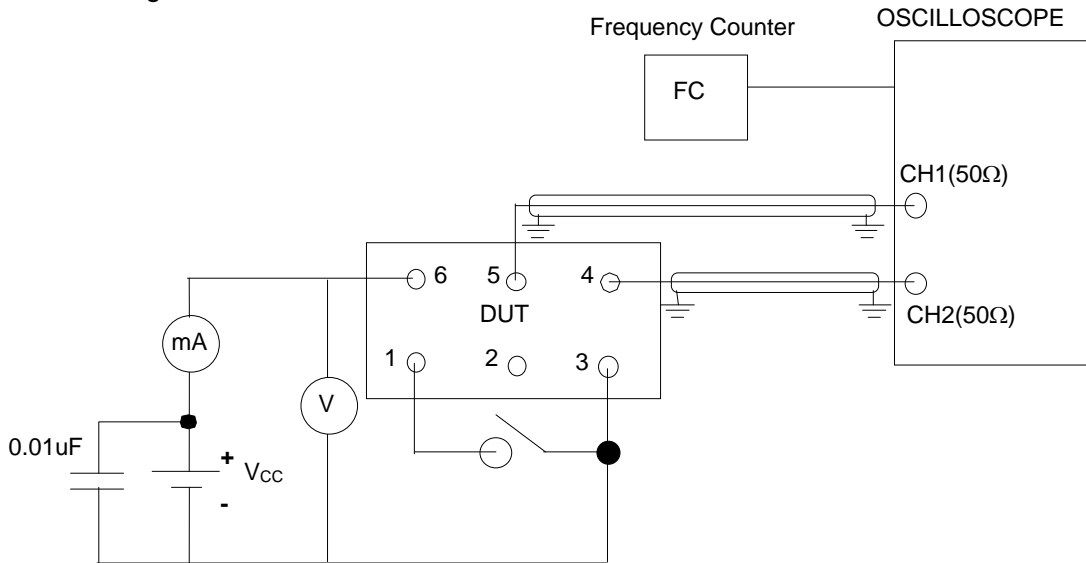 OSCILLOSCOPE
Frequency Counter
FC
CH1(50Ω)
6 5 4
DUT
CH2(50Ω)
mA
1 2 3
V
0.01uF
+
VCC
-